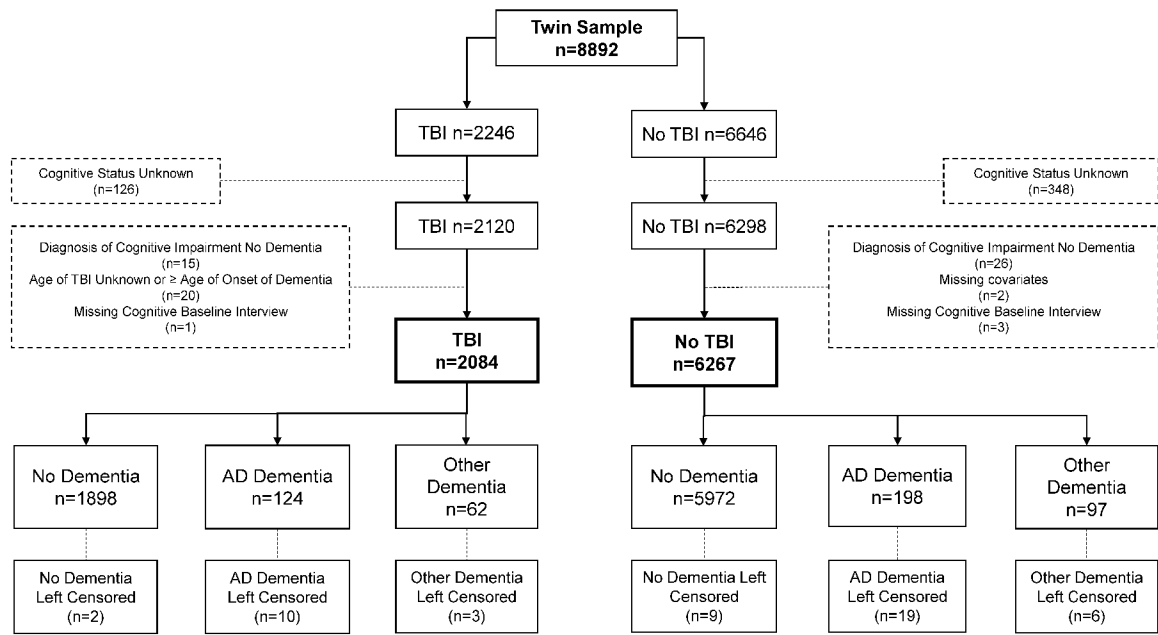 Twin Sample
n=8892
TBI n=2246
No TBI n=6646
Cognitive Status Unknown
(n=126)
Cognitive Status Unknown
(n=348)
TBI n=2120
No TBI n=6298
Diagnosis of Cognitive Impairment No Dementia
(n=15)
Age of TBI Unknown or ≥ Age of Onset of Dementia
(n=20)
Missing Cognitive Baseline Interview
(n=1)
Diagnosis of Cognitive Impairment No Dementia
(n=26)
Missing covariates
(n=2)
Missing Cognitive Baseline Interview
(n=3)
TBI
n=2084
No TBI
n=6267
No Dementia
n=1898
AD Dementia
n=124
Other
Dementia
n=62
No Dementia
n=5972
AD Dementia
n=198
Other
Dementia
n=97
No Dementia
Left Censored
(n=2)
AD Dementia
Left Censored
(n=10)
Other Dementia
Left Censored
(n=3)
No Dementia Left
Censored
(n=9)
AD Dementia
Left Censored
(n=19)
Other Dementia
Left Censored
(n=6)